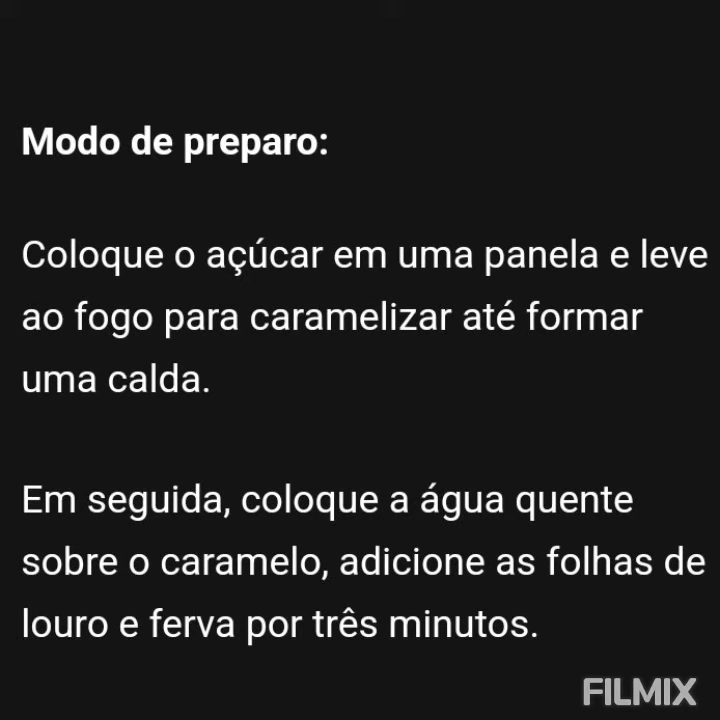 Modo de preparo:
Coloque o açúcar em uma panela e leve
ao fogo para caramelizar até formar
uma calda.
Em seguida, coloque a água quente
sobre o caramelo, adicione as folhas de
louro e ferva por três minutos.
FILMIX